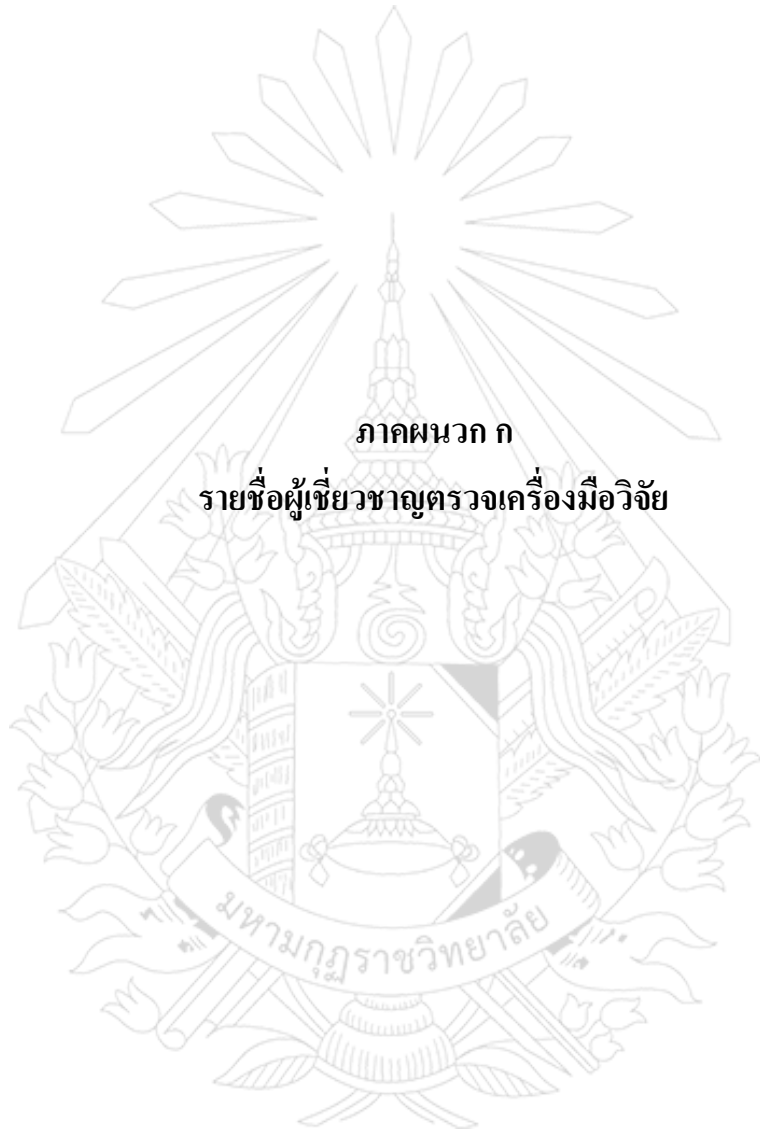 ภาคผนวก ก
รายชื่อผู้เชี่ยวชาญตรวจเครื่องมือวิจัย
มหามกุฏราชวิทยาลัย